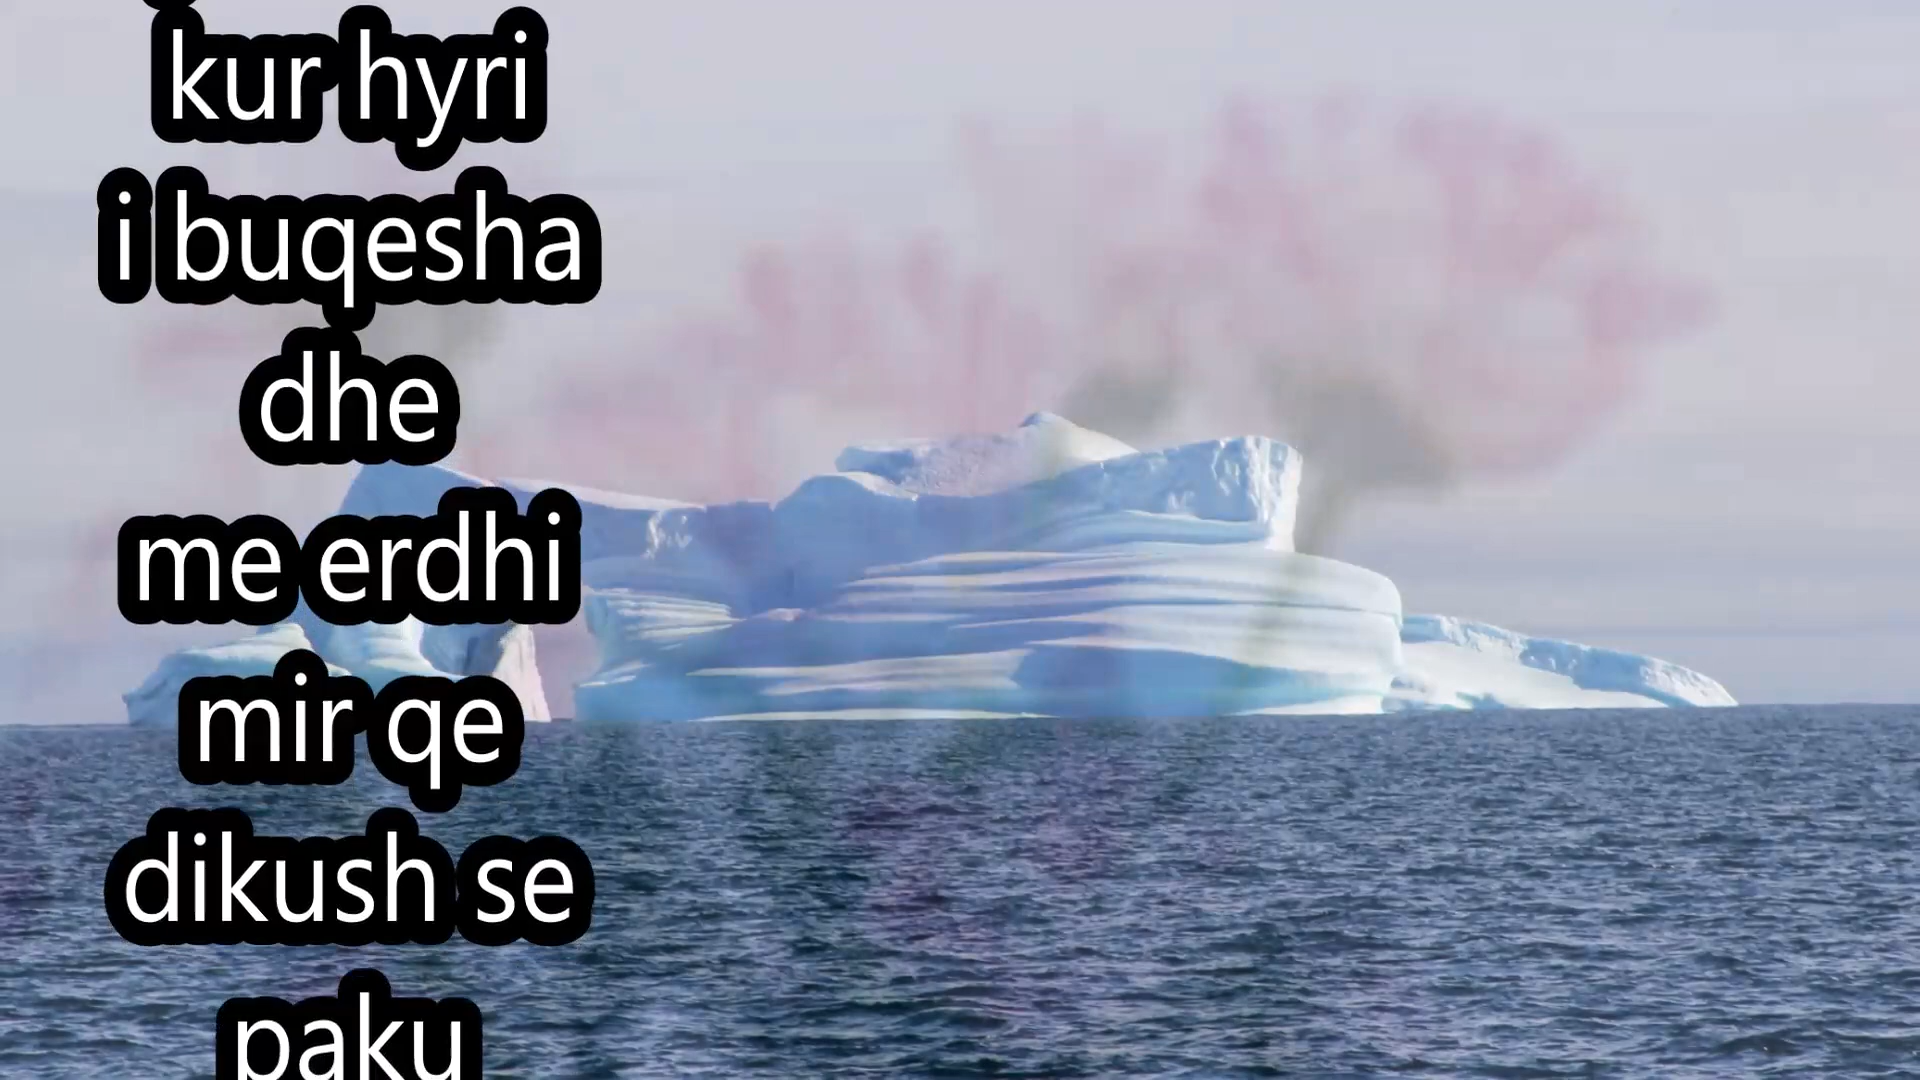 kur hyri
i buqesha
dhe
me erdhi
mir qe
dikush se
paku